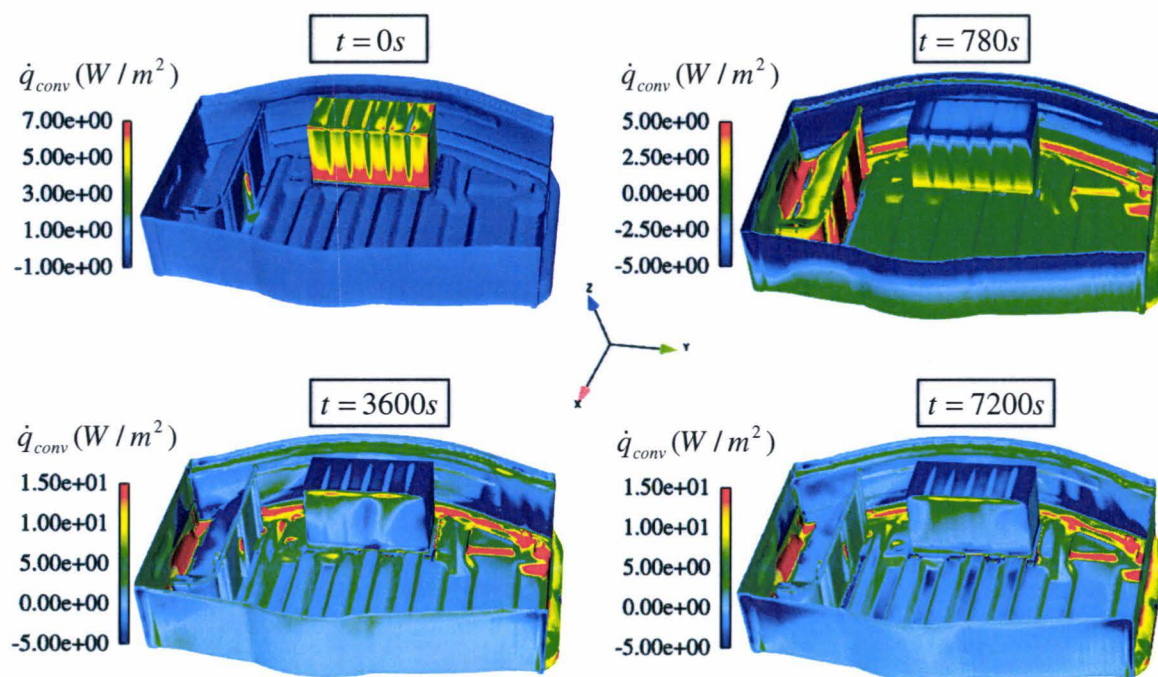 t = 0s
q̇conv (W / m²)
7.00e+00
5.00e+00
3.00e+00
1.00e+00
-1.00e+00
t = 780s
q̇conv (W / m²)
5.00e+00
2.50e+00
0.00e+00
-2.50e+00
-5.00e+00
Z
Y
X
t = 3600s
q̇conv (W / m²)
1.50e+01
1.00e+01
5.00e+00
0.00e+00
-5.00e+00
t = 7200s
q̇conv (W / m²)
1.50e+01
1.00e+01
5.00e+00
0.00e+00
-5.00e+00